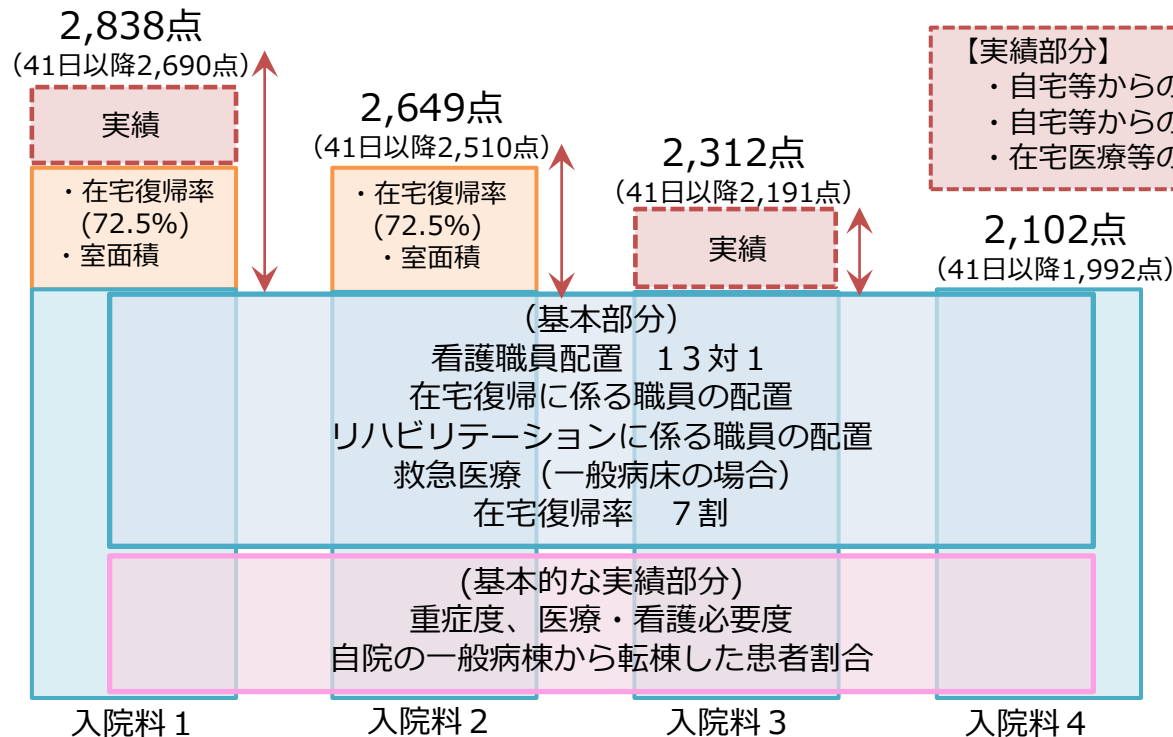 2,838点
(41日以降2,690点)
実績
・在宅復帰率
(72.5%)
・室面積
2,649点
(41日以降2,510点)
・在宅復帰率
(72.5%)
・室面積
2,312点
(41日以降2,191点)
実績
【実績部分】
・自宅等からの
・自宅等からの
・在宅医療等の
2,102点
(41日以降1,992点)
(基本部分)
看護職員配置　１３対１
在宅復帰に係る職員の配置
リハビリテーションに係る職員の配置
救急医療（一般病床の場合）
在宅復帰率　７割
(基本的な実績部分)
重症度、医療・看護必要度
自院の一般病棟から転棟した患者割合
入院料１
入院料２
入院料３
入院料４